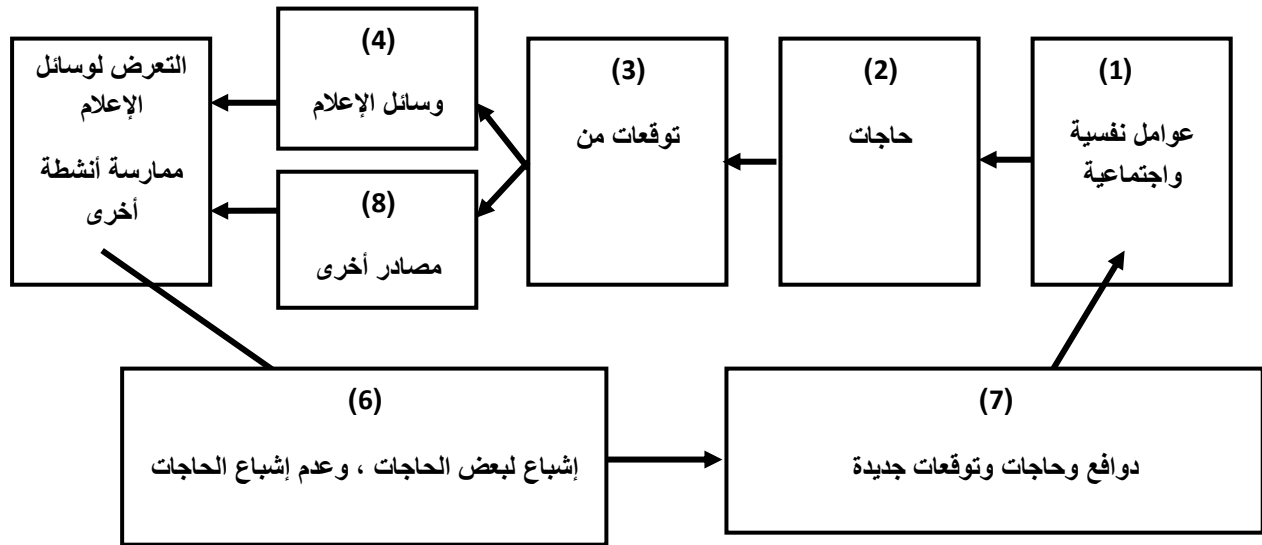 (1)
عوامل نفسية
واجتماعية
(2)
حاجات
(3)
توقعات من
(4)
وسائل الإعلام
(8)
مصادر أخرى
التعرض لوسائل
الإعلام
ممارسة أنشطة
أخرى
(6)
إشباع لبعض الحاجات ، وعدم إشباع الحاجات
(7)
دوافع وحاجات وتوقعات جديدة